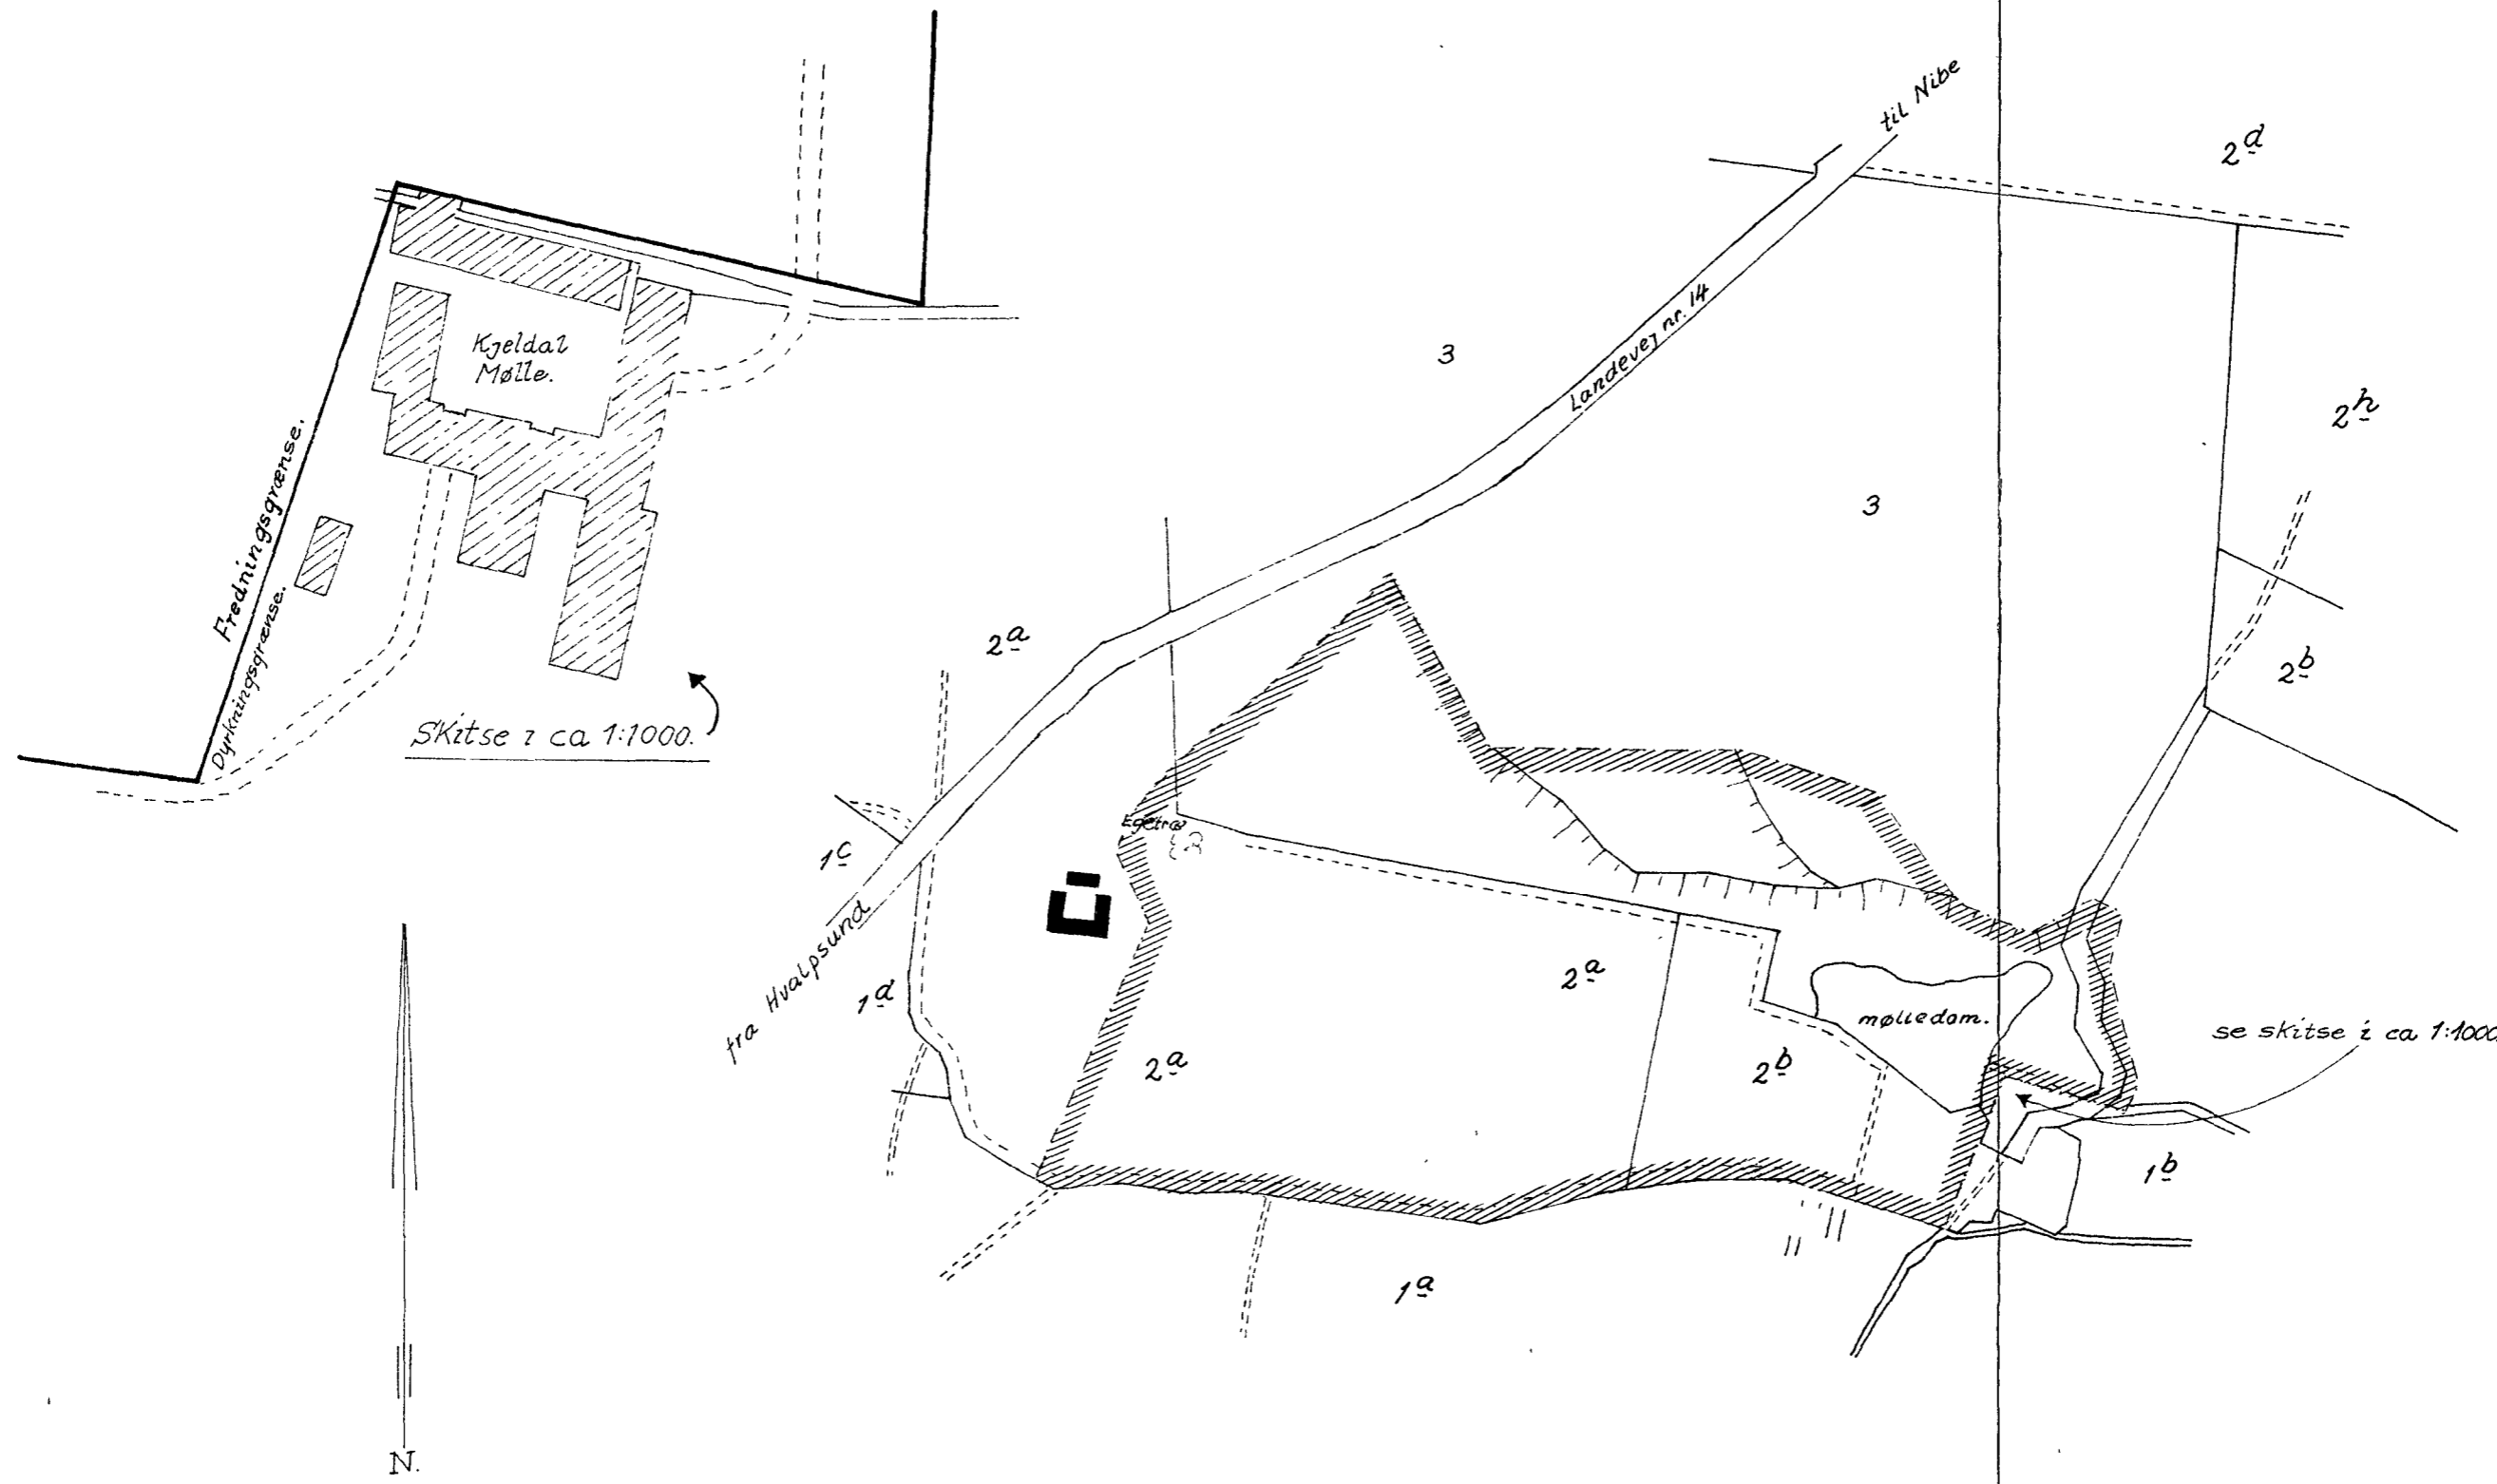 Kjeldal
Mølle.
Fredningsgrænse.
Dyrkningsgrænse.
Skitse i ca 1:1000.
N.
til Nibe
Landevej nr. 14
fra Hvalpsund
2d
3
2h
3
2a
2b
Egetræ
1c
1d
2a
2a
mølledam.
2b
se skitse i ca 1:1000.
1b
1a